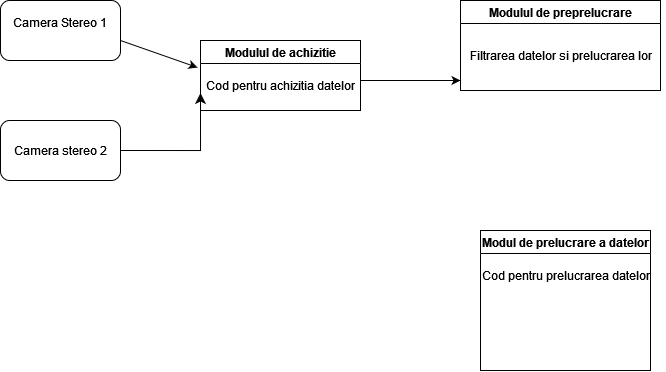 Camera Stereo 1
Modulul de achizitie
Cod pentru achizitia datelor
Modulul de preprelucrare
Filtrarea datelor si prelucrarea lor
Camera stereo 2
Modul de prelucrare a datelor
Cod pentru prelucrarea datelor